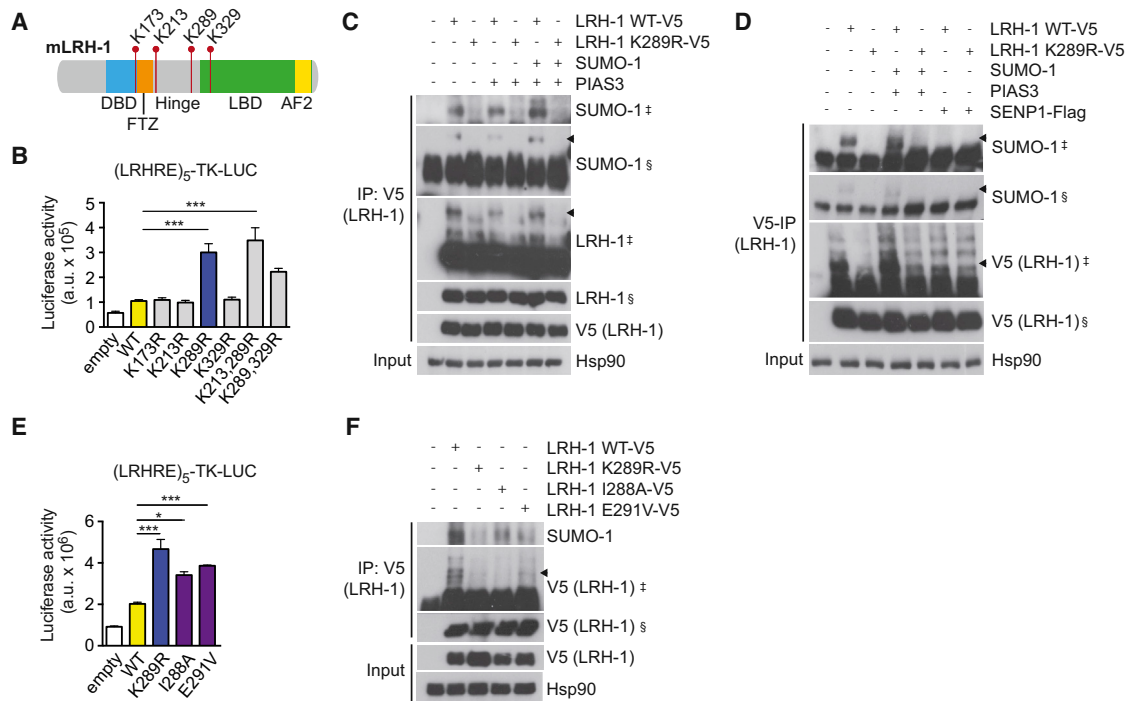 A
K173
K213
K289
K329
mLRH-1
DBD
FTZ
Hinge
LBD
AF2
B
(LRHRE)5-TK-LUC
Luciferase activity
(a.u. x 10⁵)
5
4
3
2
1
0
***
***
empty
WT
K173R
K213R
K289R
K329R
K213,289R
K289,329R
C
- + - + - + - LRH-1 WT-V5
- - + - + - + LRH-1 K289R-V5
- - - - - + + SUMO-1
- - - + + + + PIAS3
SUMO-1‡
SUMO-1§
IP: V5
(LRH-1)
LRH-1‡
LRH-1§
V5 (LRH-1)
Input
Hsp90
D
- + - + - + - LRH-1 WT-V5
- - + - + - + LRH-1 K289R-V5
- - - + + - - SUMO-1
- - - + + - - PIAS3
- - - - - + + SENP1-Flag
SUMO-1‡
SUMO-1§
V5-IP
(LRH-1)
V5 (LRH-1)‡
V5 (LRH-1)§
Input
Hsp90
E
(LRHRE)5-TK-LUC
Luciferase activity
(a.u. x 10⁶)
6
4
2
0
***
*
***
empty
WT
K289R
I288A
E291V
F
- + - - - LRH-1 WT-V5
- - + - - LRH-1 K289R-V5
- - - + - LRH-1 I288A-V5
- - - - + LRH-1 E291V-V5
SUMO-1
IP: V5
(LRH-1)
V5 (LRH-1) ‡
V5 (LRH-1) §
Input
V5 (LRH-1)
Hsp90